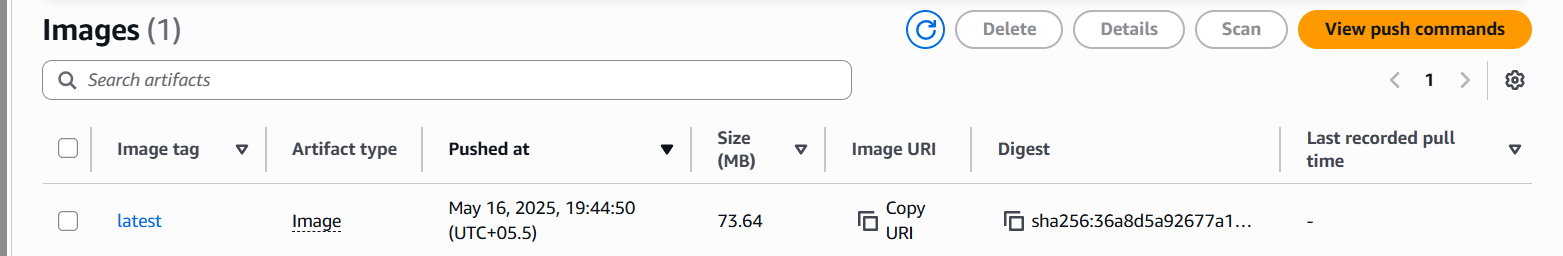 Images (1)
Delete
Details
Scan
View push commands
Search artifacts
1
Image tag
Artifact type
Pushed at
Size
(MB)
Image URI
Digest
Last recorded pull
time
latest
Image
May 16, 2025, 19:44:50
(UTC+05.5)
73.64
Copy
URI
sha256:36a8d5a92677a1...
-